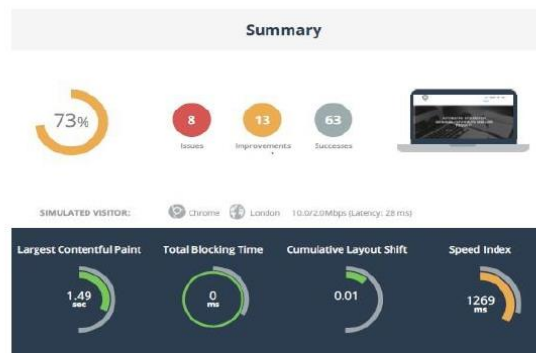 Summary
73%
8
13
63
Issues
Improvements
Successes
SIMULATED VISITOR:
Chrome
London
10.0/2.0Mbps (Latency: 28 ms)
Largest Contentful Paint
Total Blocking Time
Cumulative Layout Shift
Speed Index
1.49
sec
0
ms
0.01
1269
ms